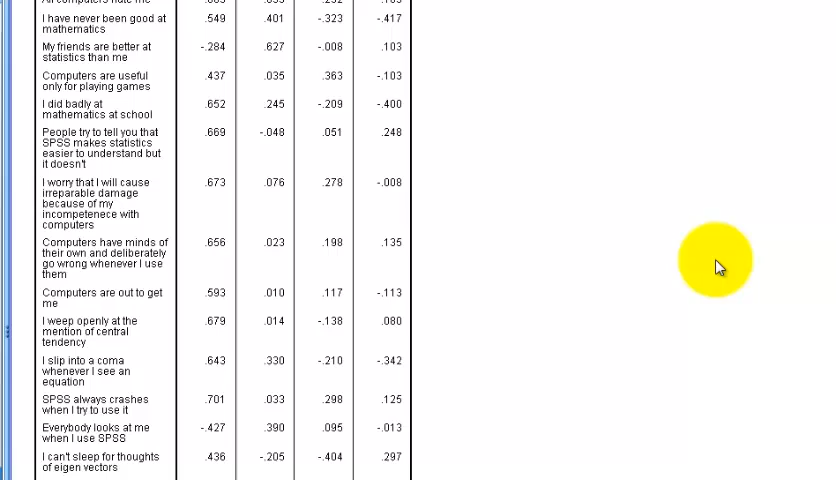 I have never been good at .549 .401 -.323 -.417
mathematics
My friends are better at -.284 .627 -.008 .103
statistics than me
Computers are useful .437 .035 .363 -.103
only for playing games
I did badly at .652 .245 -.209 -.400
mathematics at school
People try to tell you that .669 -.048 .051 .248
SPSS makes statistics
easier to understand but
it doesn't
I worry that I will cause .673 .076 .278 -.008
irreparable damage
because of my
incompetenece with
computers
Computers have minds of .656 .023 .198 .135
their own and deliberately
go wrong whenever I use
them
Computers are out to get .593 .010 .117 -.113
me
I weep openly at the .679 .014 -.138 .080
mention of central
tendency
I slip into a coma .643 .330 -.210 -.342
whenever I see an
equation
SPSS always crashes .701 .033 .298 .125
when I try to use it
Everybody looks at me -.427 .390 .095 -.013
when I use SPSS
I can't sleep for thoughts .436 -.205 -.404 .297
of eigen vectors